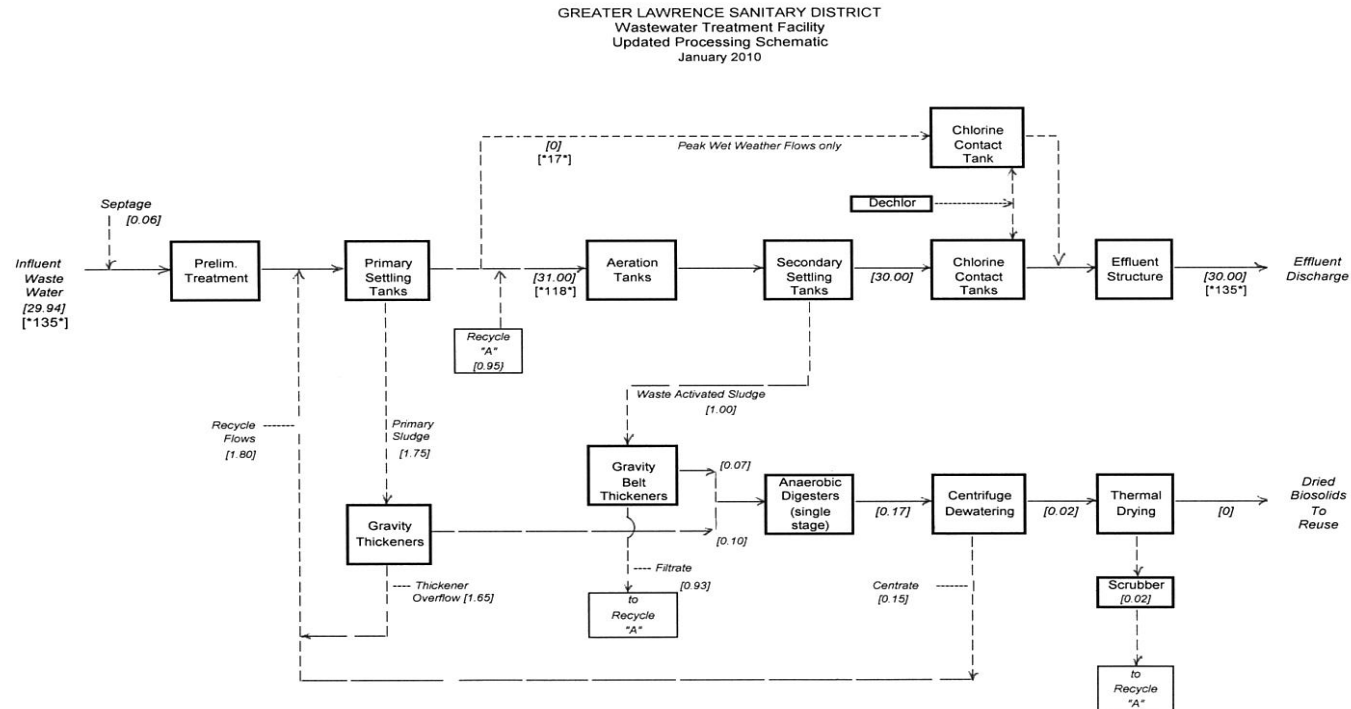 GREATER LAWRENCE SANITARY DISTRICT
Wastewater Treatment Facility
Updated Processing Schematic
January 2010
Chlorine
Contact
Tank
[0]
[*17*]
Peak Wet Weather Flows only
Septage
[0.06]
Dechlor
Influent
Waste
Water
[29.94]
[*135*]
Prelim.
Treatment
Primary
Settling
Tanks
[31.00]
[*118*]
Aeration
Tanks
Secondary
Settling
Tanks
[30.00]
Chlorine
Contact
Tanks
Effluent
Structure
[30.00]
[*135*]
Effluent
Discharge
Recycle
"A"
[0.95]
Waste Activated Sludge
[1.00]
Recycle
Flows
[1.80]
Primary
Sludge
[1.75]
Gravity
Belt
Thickeners
[0.07]
Anaerobic
Digesters
(single
stage)
[0.17]
Centrifuge
Dewatering
[0.02]
Thermal
Drying
[0]
Dried
Biosolids
To
Reuse
Gravity
Thickeners
[0.10]
Thickener
Overflow [1.65]
Filtrate
[0.93]
Centrate
[0.15]
Scrubber
[0.02]
to
Recycle
"A"
to
Recycle
"A"